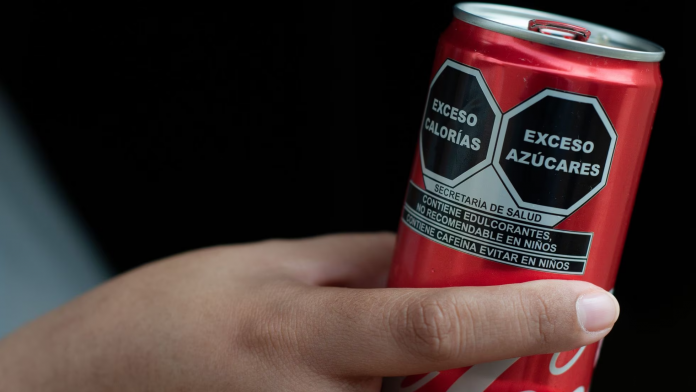 EXCESO
CALORÍAS
EXCESO
AZÚCARES
SECRETARÍA DE SALUD
CONTIENE EDULCORANTES,
NO RECOMENDABLE EN NIÑOS
CONTIENE CAFEÍNA EVITAR EN NIÑOS